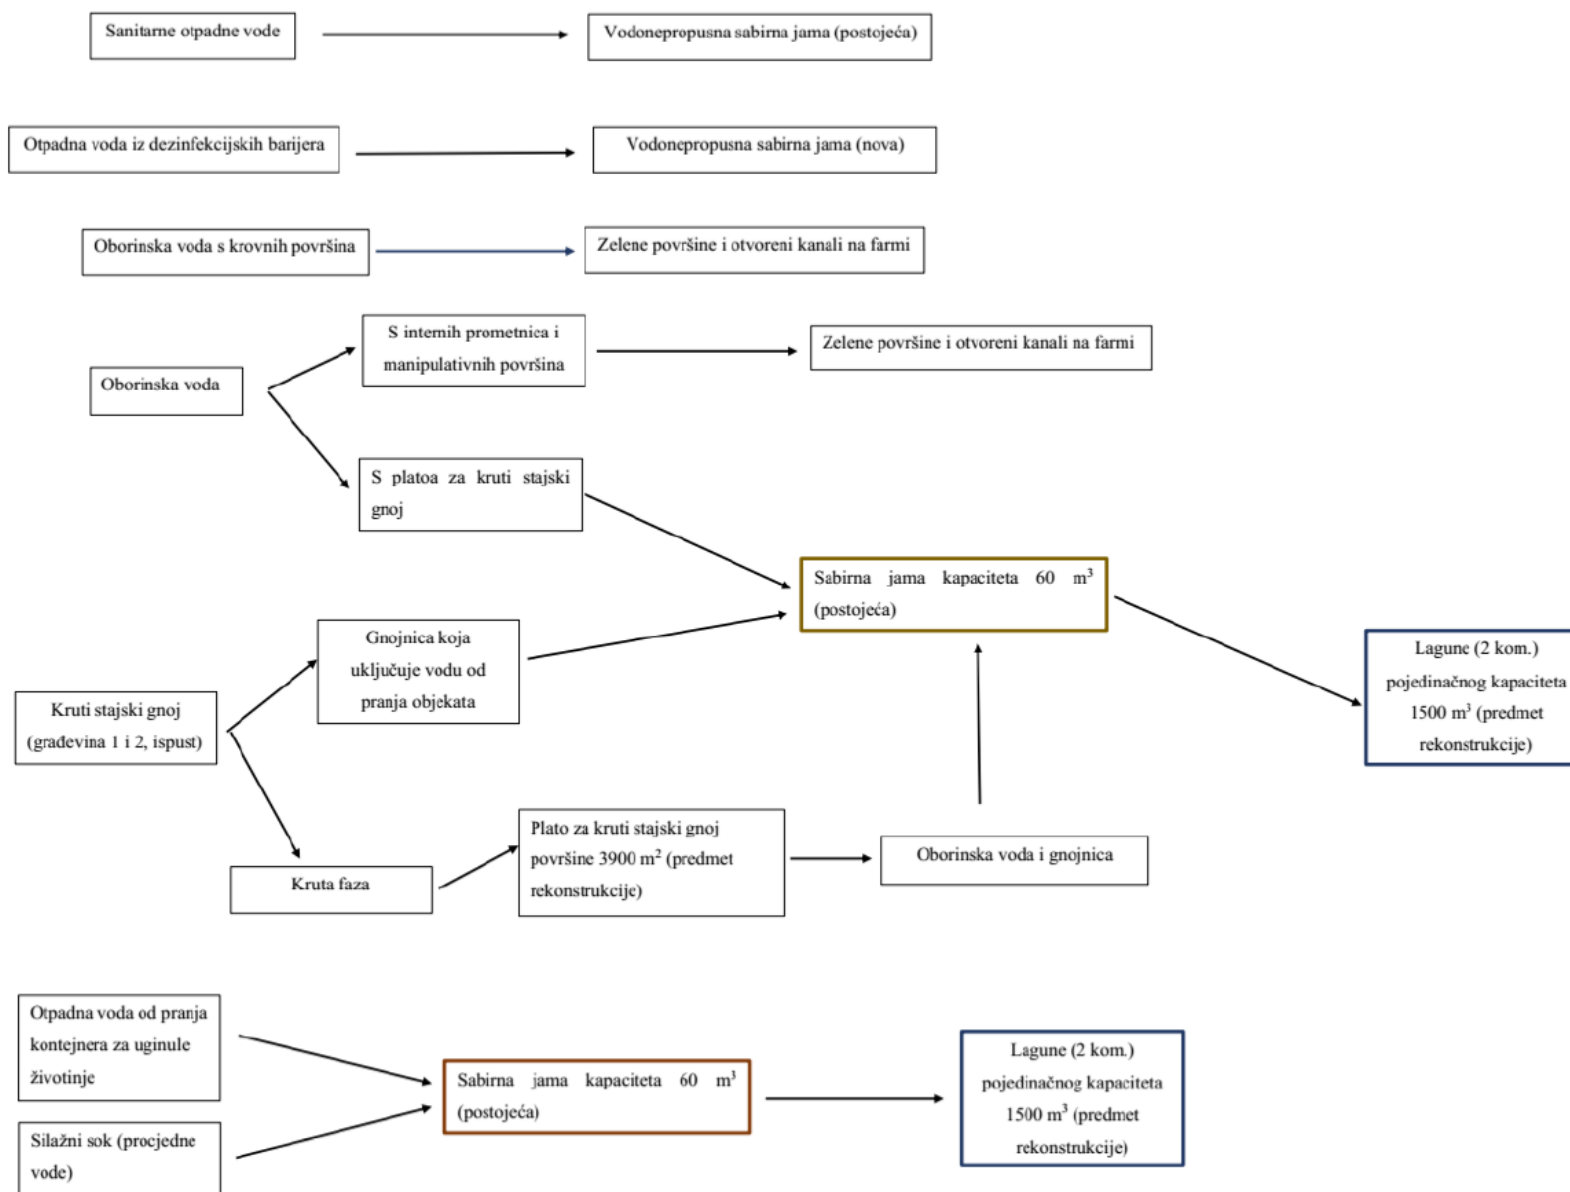 Sanitarne otpadne vode
Vodonepropusna sabirna jama (postojeća)
Otpadna voda iz dezinfekcijskih barijera
Vodonepropusna sabirna jama (nova)
Oborinska voda s krovnih površina
Zelene površine i otvoreni kanali na farmi
Oborinska voda
S internih prometnica i
manipulativnih površina
Zelene površine i otvoreni kanali na farmi
S platoa za kruti stajski
gnoj
Sabirna jama kapaciteta 60 m³
(postojeća)
Lagune (2 kom.)
pojedinačnog kapaciteta
1500 m³ (predmet
rekonstrukcije)
Kruti stajski gnoj
(građevina 1 i 2, ispust)
Gnojnica koja
uključuje vodu od
pranja objekata
Kruta faza
Plato za kruti stajski gnoj
površine 3900 m² (predmet
rekonstrukcije)
Oborinska voda i gnojnica
Otpadna voda od pranja
kontejnera za uginule
životinje
Silažni sok (procjedne
vode)
Sabirna jama kapaciteta 60 m³
(postojeća)
Lagune (2 kom.)
pojedinačnog kapaciteta
1500 m³ (predmet
rekonstrukcije)